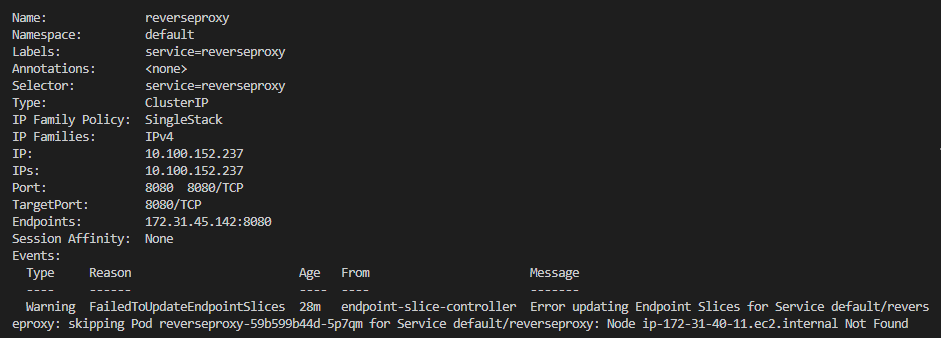 Name:              reverseproxy
Namespace:         default
Labels:            service=reverseproxy
Annotations:       <none>
Selector:          service=reverseproxy
Type:              ClusterIP
IP Family Policy:  SingleStack
IP Families:       IPv4
IP:                10.100.152.237
IPs:               10.100.152.237
Port:              8080  8080/TCP
TargetPort:        8080/TCP
Endpoints:         172.31.45.142:8080
Session Affinity:  None
Events:
  Type     Reason                        Age   From                       Message
  ----     ------                        ----  ----                       -------
  Warning  FailedToUpdateEndpointSlices  28m   endpoint-slice-controller  Error updating Endpoint Slices for Service default/revers
eproxy: skipping Pod reverseproxy-59b599b44d-5p7qm for Service default/reverseproxy: Node ip-172-31-40-11.ec2.internal Not Found